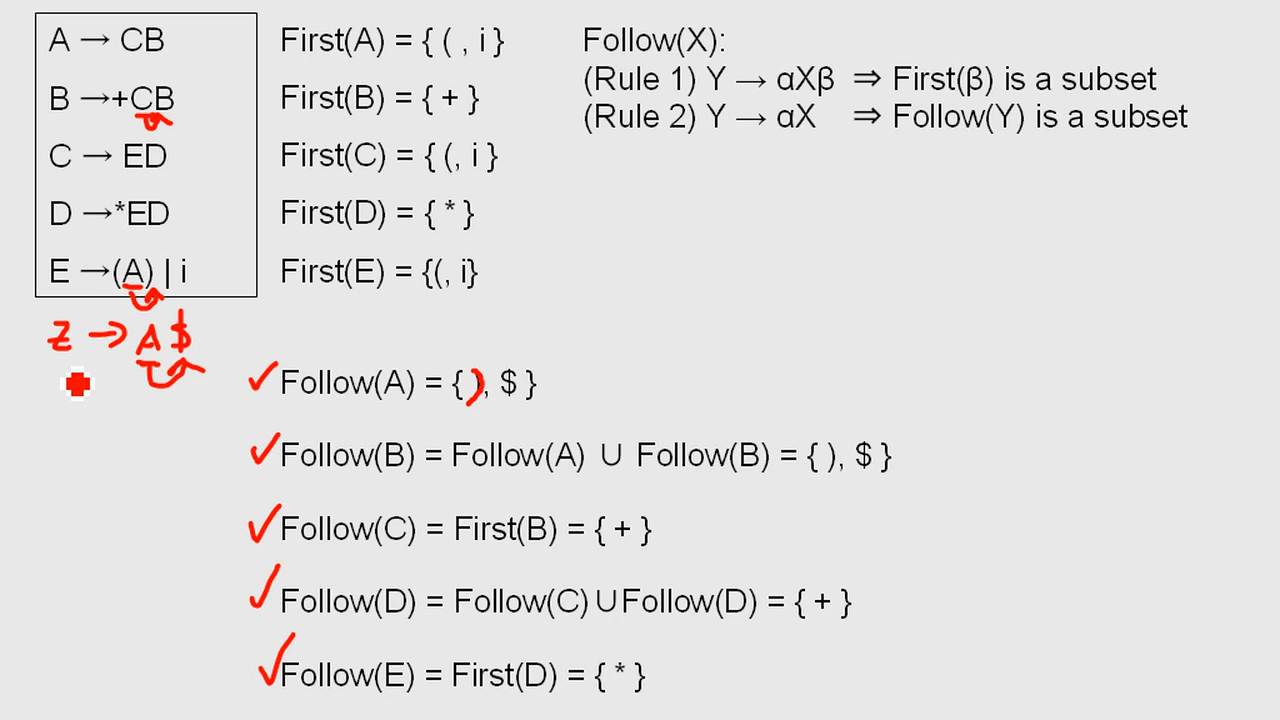 A → CB
B →+CB
C → ED
D →*ED
E →(A) | i
Z → A $
First(A) = { ( , i }
First(B) = { + }
First(C) = { (, i }
First(D) = { * }
First(E) = {(, i}
Follow(X):
(Rule 1) Y → αXβ ⇒ First(β) is a subset
(Rule 2) Y → αX ⇒ Follow(Y) is a subset
Follow(A) = { ), $ }
Follow(B) = Follow(A) ∪ Follow(B) = { ), $ }
Follow(C) = First(B) = { + }
Follow(D) = Follow(C) ∪ Follow(D) = { + }
Follow(E) = First(D) = { * }